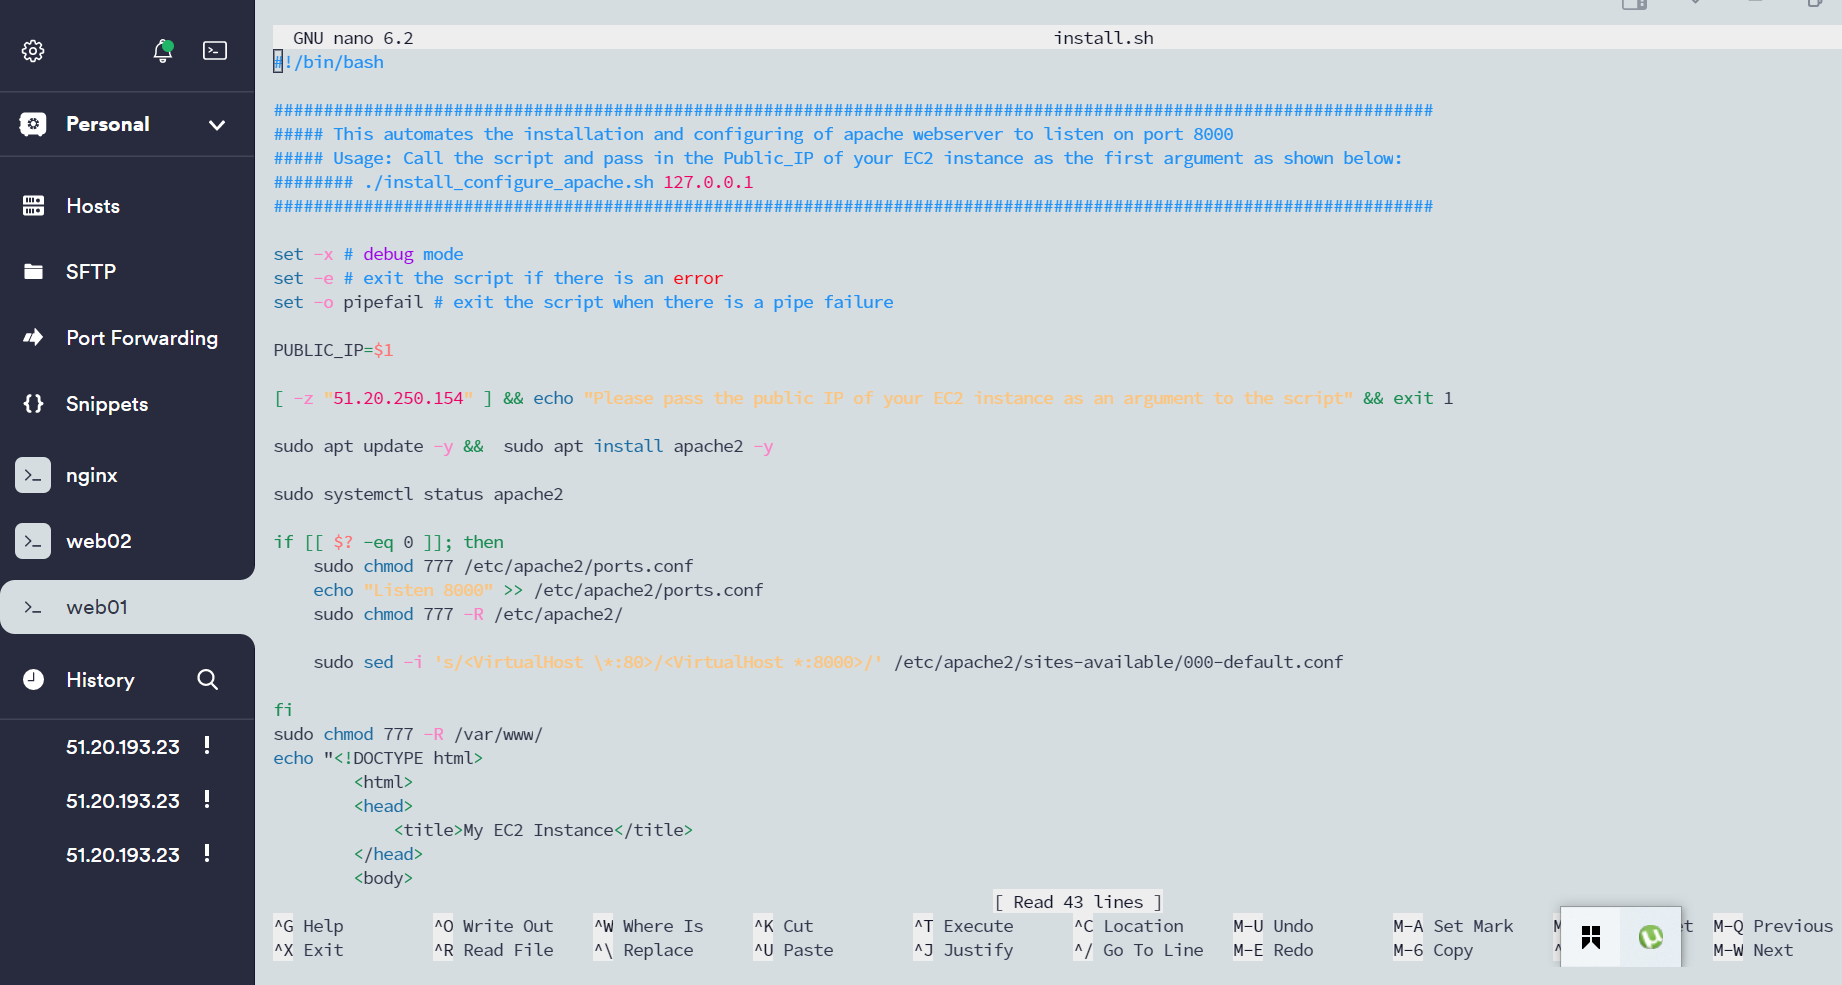 Personal
Hosts
SFTP
Port Forwarding
Snippets
nginx
web02
web01
History
51.20.193.23 !
51.20.193.23 !
51.20.193.23 !
GNU nano 6.2 install.sh
#!/bin/bash
####################################################################################################################
##### This automates the installation and configuring of apache webserver to listen on port 8000
##### Usage: Call the script and pass in the Public_IP of your EC2 instance as the first argument as shown below:
######## ./install_configure_apache.sh 127.0.0.1
####################################################################################################################
set -x # debug mode
set -e # exit the script if there is an error
set -o pipefail # exit the script when there is a pipe failure
PUBLIC_IP=$1
[ -z "51.20.250.154" ] && echo "Please pass the public IP of your EC2 instance as an argument to the script" && exit 1
sudo apt update -y &&  sudo apt install apache2 -y
sudo systemctl status apache2
if [[ $? -eq 0 ]]; then
    sudo chmod 777 /etc/apache2/ports.conf
    echo "Listen 8000" >> /etc/apache2/ports.conf
    sudo chmod 777 -R /etc/apache2/
    sudo sed -i 's/<VirtualHost \*:80>/<VirtualHost *:8000>/' /etc/apache2/sites-available/000-default.conf
fi
sudo chmod 777 -R /var/www/
echo "<!DOCTYPE html>
        <html>
        <head>
            <title>My EC2 Instance</title>
        </head>
        <body>
[ Read 43 lines ]
^G Help ^O Write Out ^W Where Is ^K Cut ^T Execute ^C Location M-U Undo M-A Set Mark M-Q Previous
^X Exit ^R Read File ^\ Replace ^U Paste ^J Justify ^/ Go To Line M-E Redo M-6 Copy M-W Next